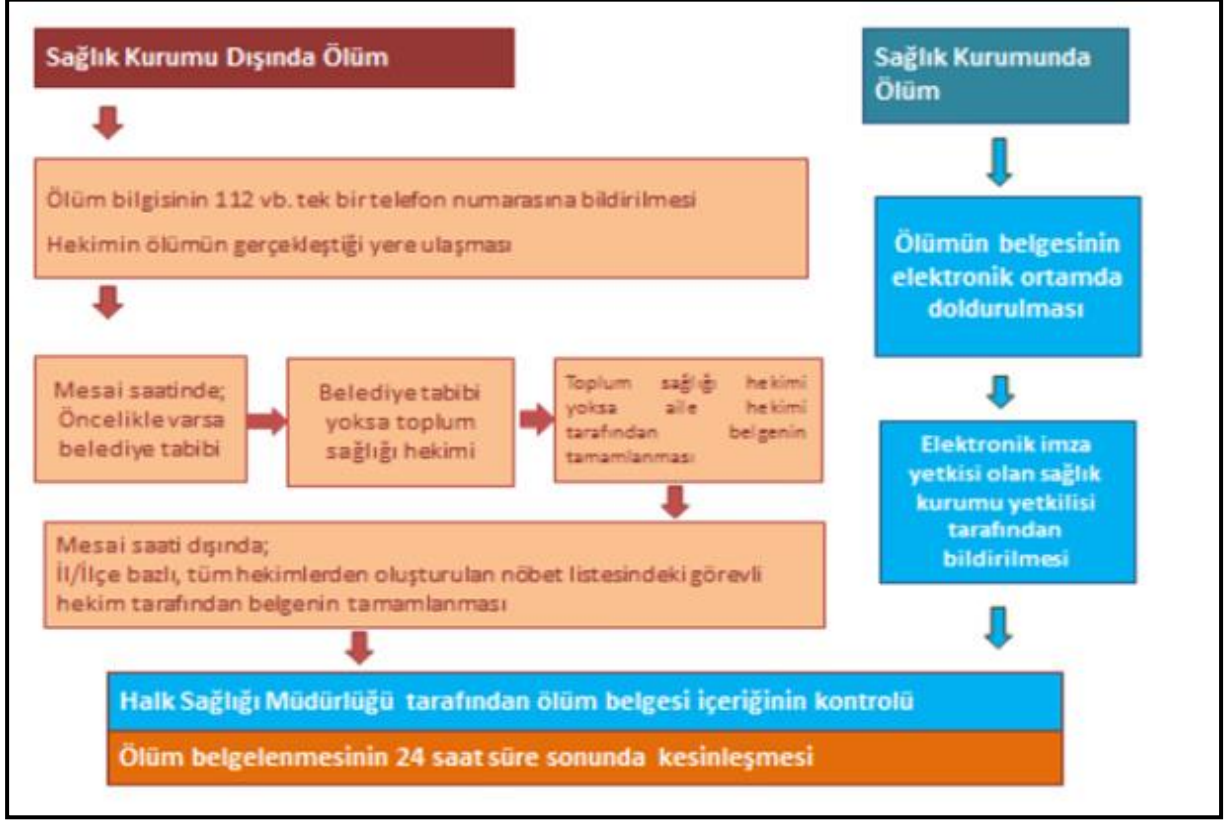 Sağlık Kurumu Dışında Ölüm
Ölüm bilgisinin 112 vb. tek bir telefon numarasına bildirilmesi
Hekimin ölümün gerçekleştiği yere ulaşması
Mesai saatinde;
Öncelikle varsa
belediye tabibi
Belediye tabibi
yoksa toplum
sağlığı hekimi
Toplum sağlığı hekimi
yoksa aile hekimi
tarafından belgenin
tamamlanması
Mesai saati dışında;
İl/İlçe bazlı, tüm hekimlerden oluşturulan nöbet listesindeki görevli
hekim tarafından belgenin tamamlanması
Sağlık Kurumunda
Ölüm
Ölümün belgesinin
elektronik ortamda
doldurulması
Elektronik imza
yetkisi olan sağlık
kurumu yetkilisi
tarafından
bildirilmesi
Halk Sağlığı Müdürlüğü tarafından ölüm belgesi içeriğinin kontrolü
Ölüm belgelenmesinin 24 saat süre sonunda kesinleşmesi